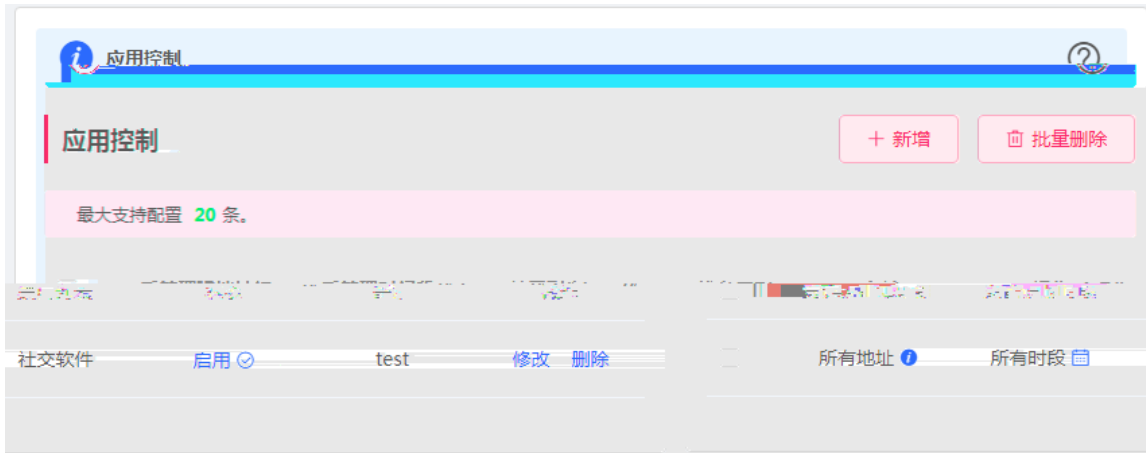 应用控制
应用控制 新增 批量删除
最大支持配置 20 条。
社交软件 启用 test 修改 删除 所有地址 所有时段